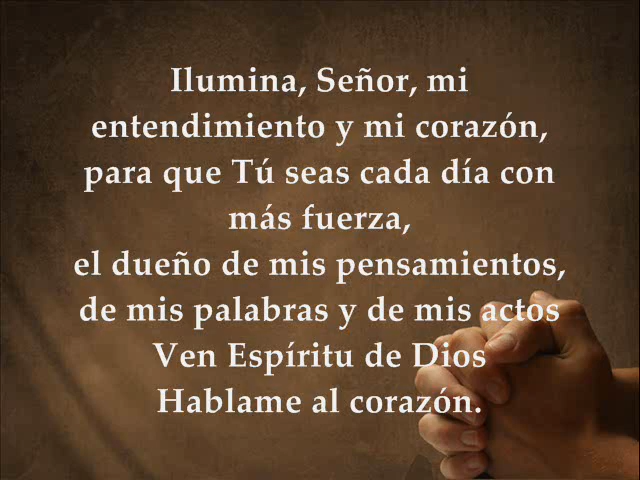 Ilumina, Señor, mi
entendimiento y mi corazón,
para que Tú seas cada día con
más fuerza,
el dueño de mis pensamientos,
de mis palabras y de mis actos
Ven Espíritu de Dios
Hablame al corazón.